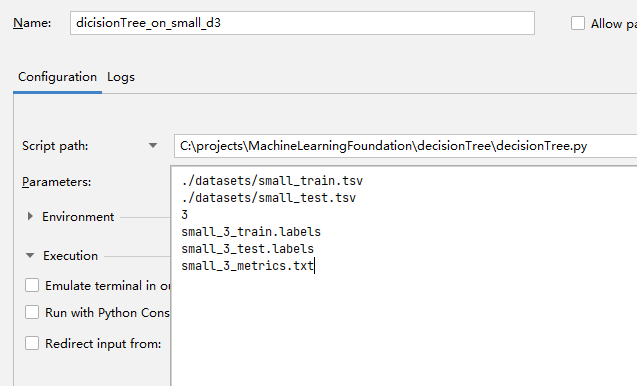 Name: dicisionTree_on_small_d3
Allow pa
Configuration Logs
Script path: C:\projects\MachineLearningFoundation\decisionTree\decisionTree.py
Parameters:
./datasets/small_train.tsv
./datasets/small_test.tsv
3
small_3_train.labels
small_3_test.labels
small_3_metrics.txt
Environment
Execution
Emulate terminal in ou
Run with Python Cons
Redirect input from: